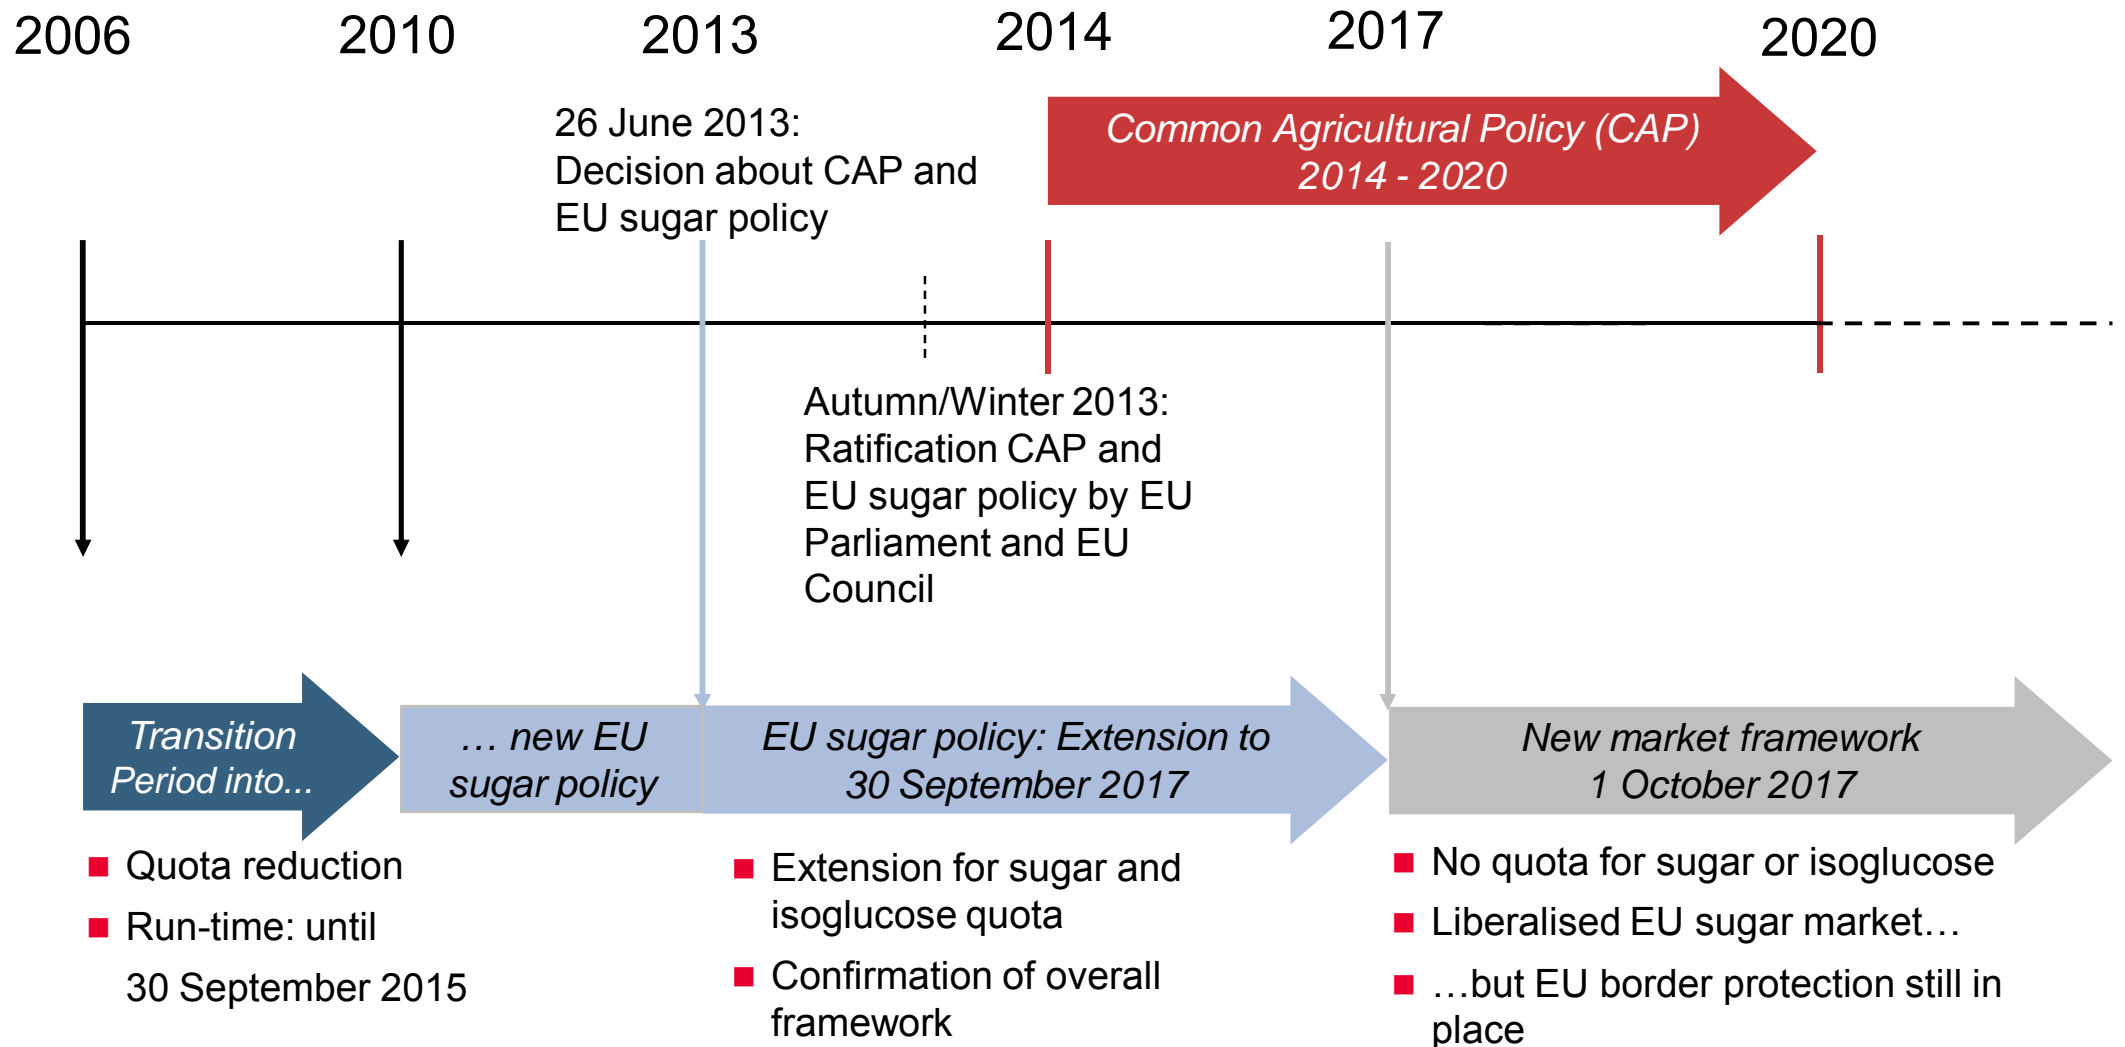 2006
2010
2013
2014
2017
2020
26 June 2013:
Decision about CAP and
EU sugar policy
Common Agricultural Policy (CAP)
2014 - 2020
Autumn/Winter 2013:
Ratification CAP and
EU sugar policy by EU
Parliament and EU
Council
Transition
Period into...
… new EU
sugar policy
EU sugar policy: Extension to
30 September 2017
New market framework
1 October 2017
Quota reduction
Run-time: until
30 September 2015
Extension for sugar and
isoglucose quota
Confirmation of overall
framework
No quota for sugar or isoglucose
Liberalised EU sugar market…
…but EU border protection still in
place